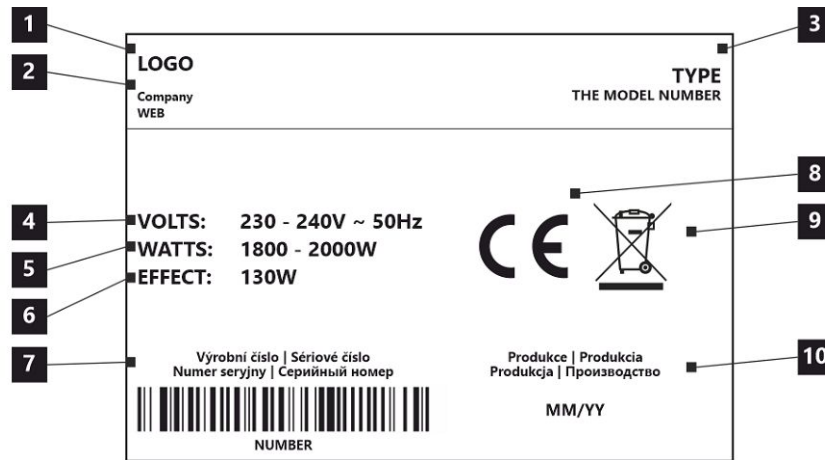 1
LOGO
2
Company
WEB
3
TYPE
THE MODEL NUMBER
4
VOLTS: 230 - 240V ~ 50Hz
5
WATTS: 1800 - 2000W
6
EFFECT: 130W
8
CE
9
7
Výrobní číslo | Sériové číslo
Numer seryjny | Серийный номер
NUMBER
10
Produkce | Produkcia
Produkcja | Производство
MM/YY